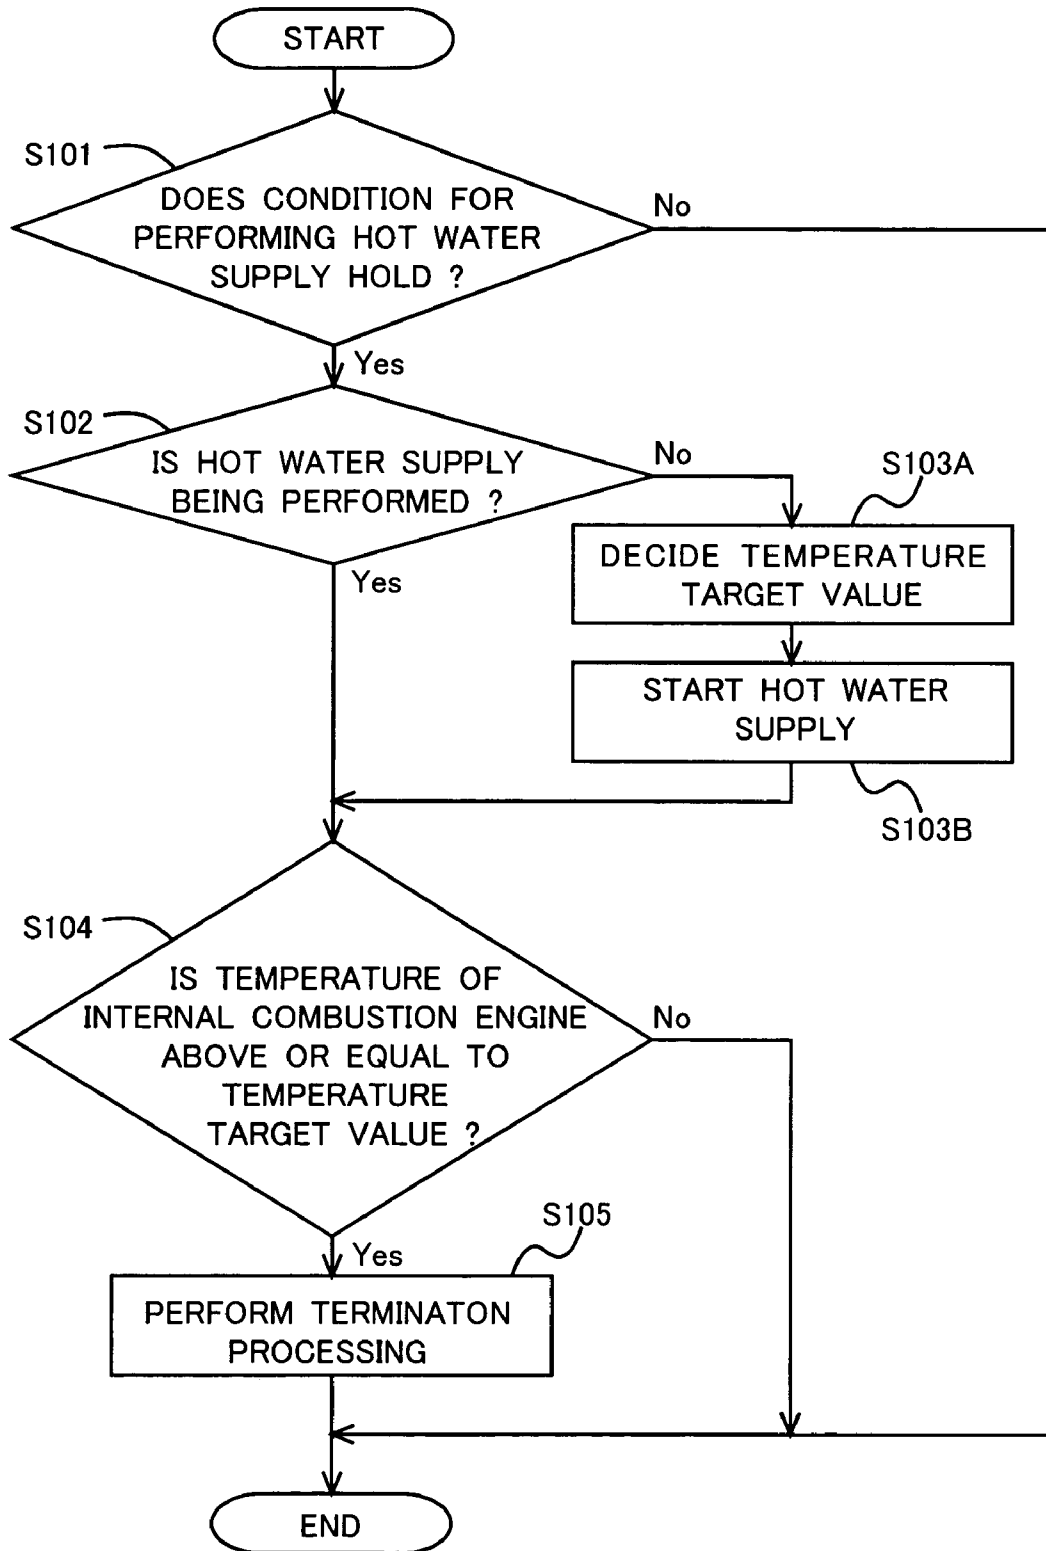 START
S101
DOES CONDITION FOR
PERFORMING HOT WATER
SUPPLY HOLD ?
No
Yes
S102
IS HOT WATER SUPPLY
BEING PERFORMED ?
No
Yes
S103A
DECIDE TEMPERATURE
TARGET VALUE
START HOT WATER
SUPPLY
S103B
S104
IS TEMPERATURE OF
INTERNAL COMBUSTION ENGINE
ABOVE OR EQUAL TO
TEMPERATURE
TARGET VALUE ?
No
Yes
S105
PERFORM TERMINATON
PROCESSING
END